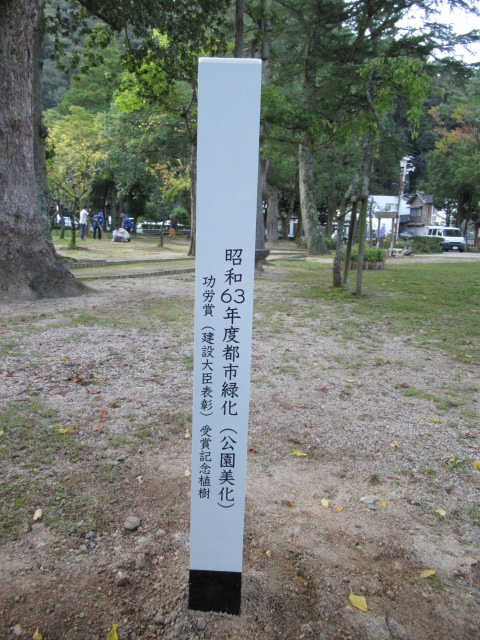 昭和63年度都市緑化（公園美化）
功労賞（建設大臣表彰）受賞記念植樹